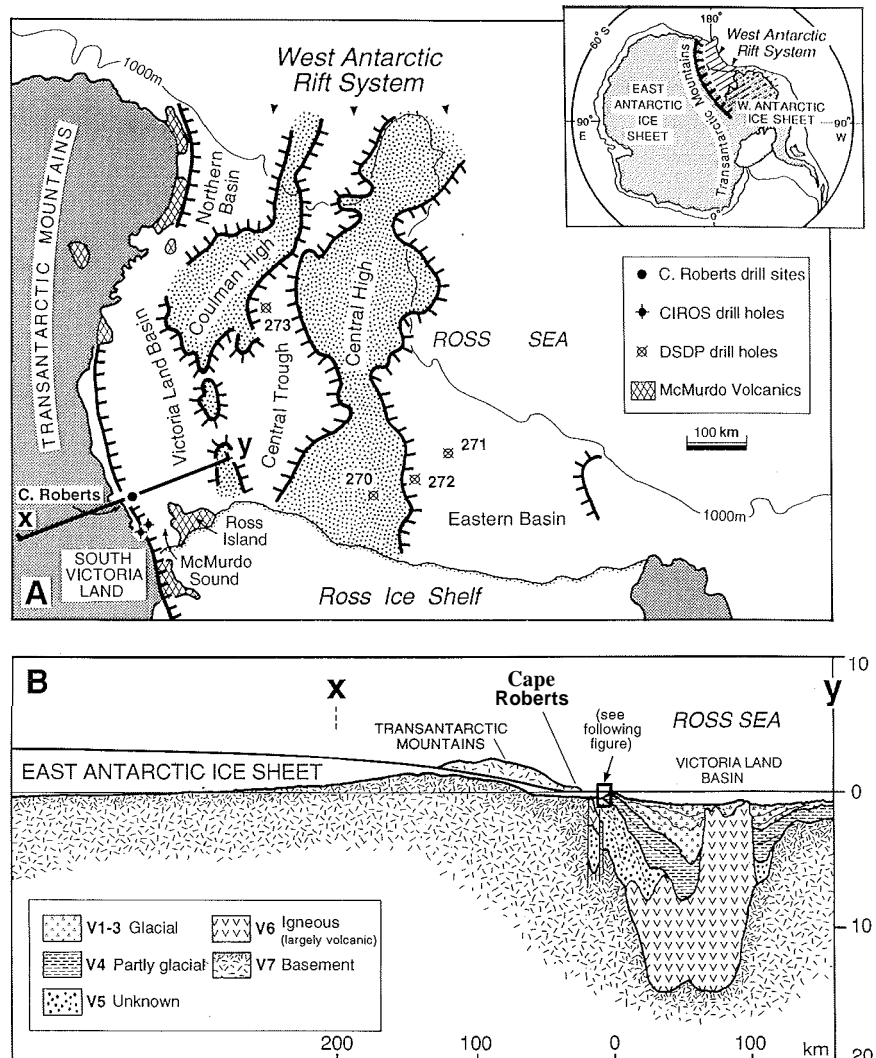 West Antarctic
Rift System
1000m
TRANSANTARCTIC MOUNTAINS
Northern
Basin
Coulman High
Victoria Land Basin
Central Trough
Central High
273
ROSS SEA
271
270
272
Eastern Basin
1000m
y
C. Roberts
x
Ross
Island
McMurdo
Sound
SOUTH
VICTORIA
LAND
Ross Ice Shelf
A
180°
60°S
West Antarctic
Rift System
EAST
ANTARCTIC
ICE
SHEET
Transantarctic Mountains
W. ANTARCTIC
ICE SHEET
90°
E
90°
W
0°
C. Roberts drill sites
CIROS drill holes
DSDP drill holes
McMurdo Volcanics
100 km
B
x
Cape
Roberts
y
10
(see
following
figure)
ROSS SEA
TRANSANTARCTIC
MOUNTAINS
VICTORIA LAND
BASIN
EAST ANTARCTIC ICE SHEET
0
10
V1-3 Glacial
V4 Partly glacial
V5 Unknown
V6 Igneous
(largely volcanic)
V7 Basement
200 100 0 100 km
20